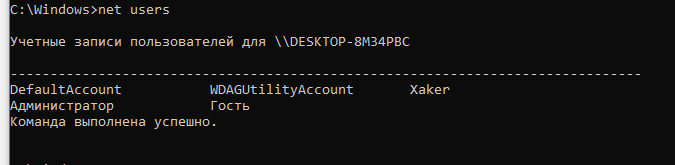 C:\Windows>net users
Учетные записи пользователей для \\DESKTOP-8M34PBC
-------------------------------------------------------------------------------
DefaultAccount WDAGUtilityAccount Xaker
Администратор Гость
Команда выполнена успешно.